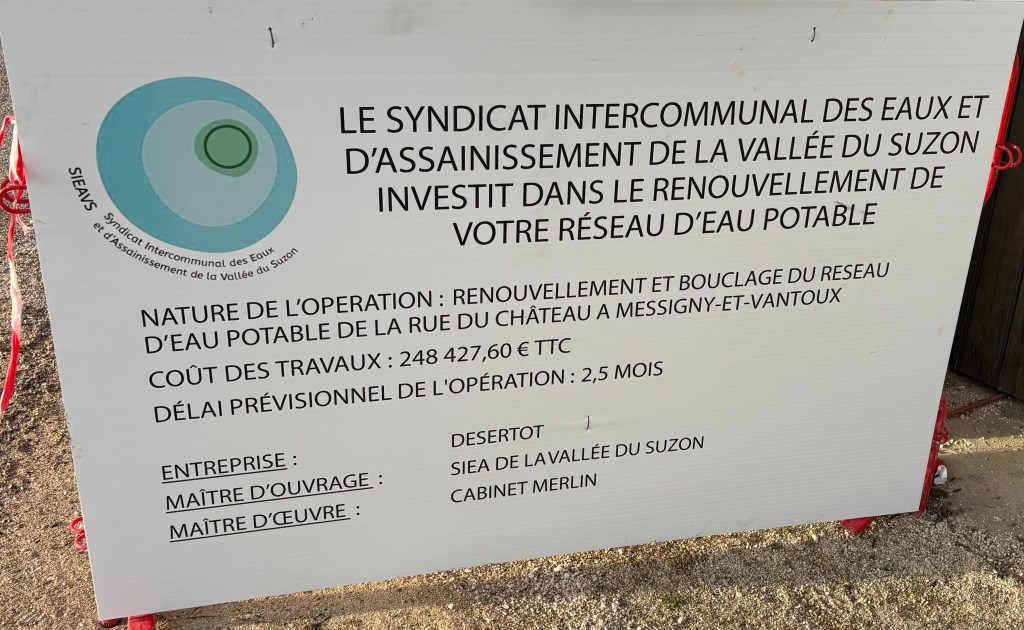 SIEAVS
Syndicat Intercommunal des Eaux
et d'Assainissement de la Vallée du Suzon
LE SYNDICAT INTERCOMMUNAL DES EAUX ET
D'ASSAINISSEMENT DE LA VALLÉE DU SUZON
INVESTIT DANS LE RENOUVELLEMENT DE
VOTRE RÉSEAU D'EAU POTABLE
NATURE DE L'OPERATION : RENOUVELLEMENT ET BOUCLAGE DU RESEAU
D'EAU POTABLE DE LA RUE DU CHÂTEAU A MESSIGNY-ET-VANTOUX
COÛT DES TRAVAUX : 248 427,60 € TTC
DÉLAI PRÉVISIONNEL DE L'OPÉRATION : 2,5 MOIS
ENTREPRISE : DESERTOT
MAÎTRE D'OUVRAGE : SIEA DE LA VALLÉE DU SUZON
MAÎTRE D'ŒUVRE : CABINET MERLIN